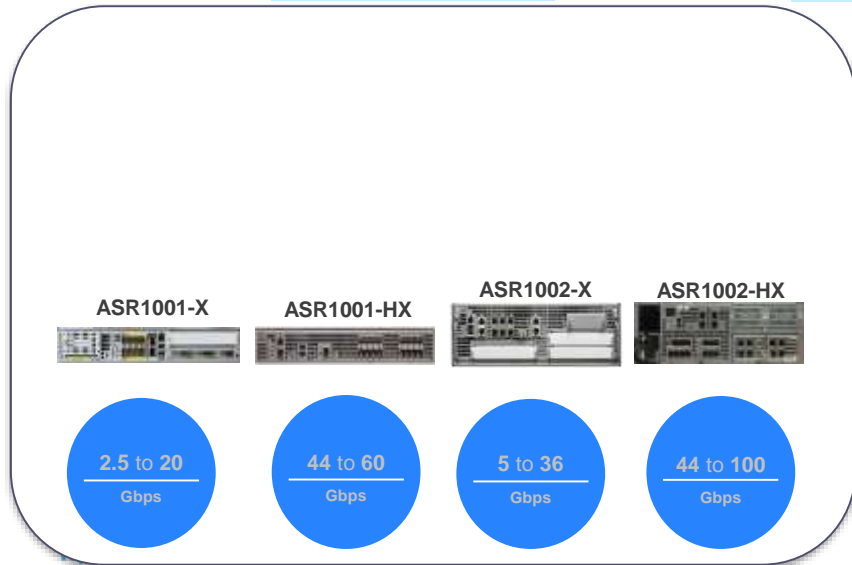 ASR1001-X
ASR1001-HX
ASR1002-X
ASR1002-HX
2.5 to 20
Gbps
44 to 60
Gbps
5 to 36
Gbps
44 to 100
Gbps